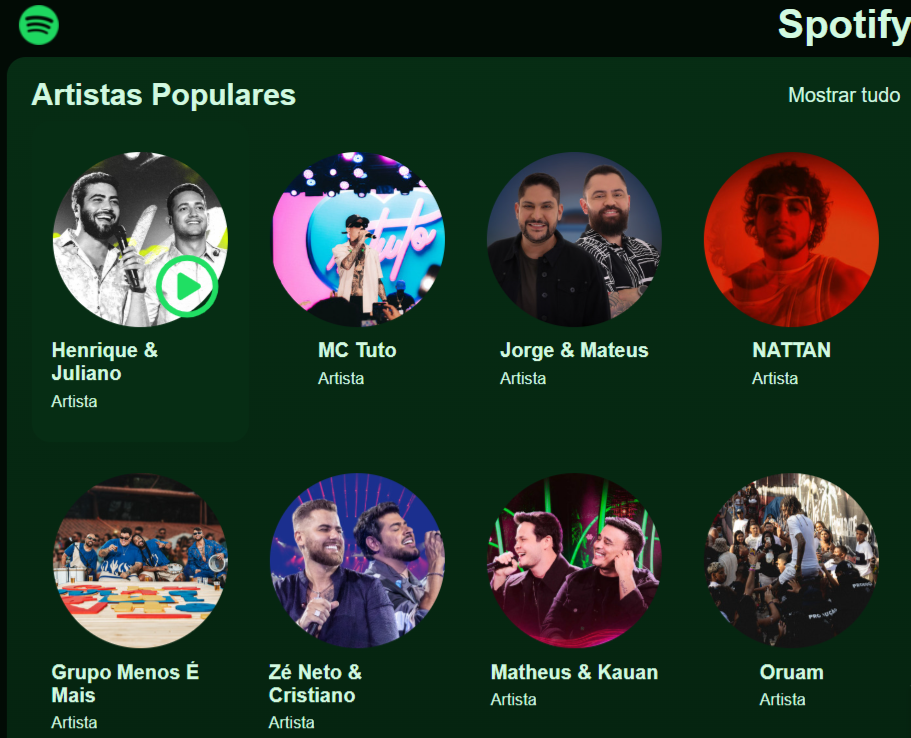 Spotify
Artistas Populares
Mostrar tudo
tuto
Henrique &
Juliano
Artista
MC Tuto
Artista
Jorge & Mateus
Artista
NATTAN
Artista
Grupo Menos É
Mais
Artista
Zé Neto &
Cristiano
Artista
Matheus & Kauan
Artista
Oruam
Artista